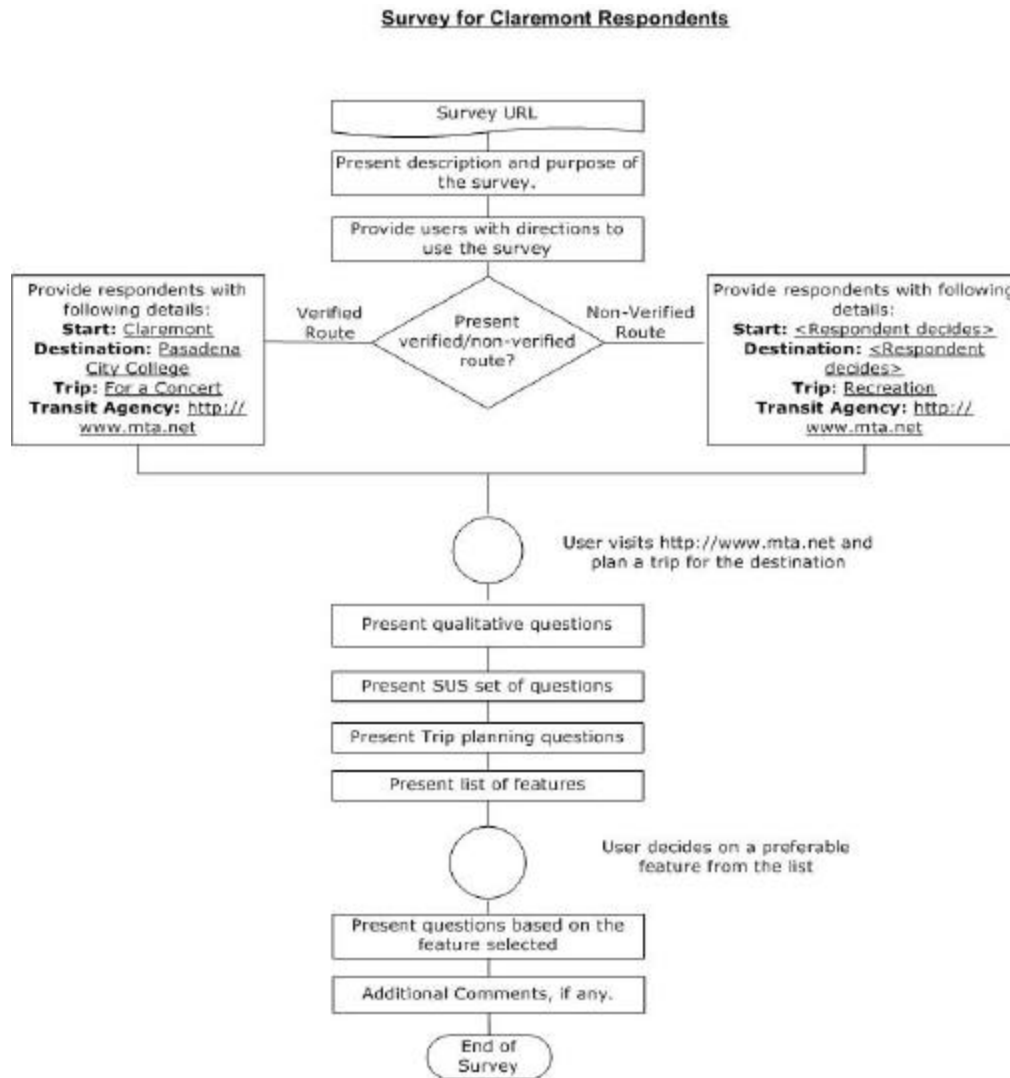 Survey for Claremont Respondents
Survey URL
Present description and purpose of
the survey.
Provide users with directions to
use the survey
Provide respondents with
following details:
Start: Claremont
Destination: Pasadena
City College
Trip: For a Concert
Transit Agency: http://
www.mta.net
Verified
Route
Present
verified/non-verified
route?
Non-Verified
Route
Provide respondents with following
details:
Start: <Respondent decides>
Destination: <Respondent
decides>
Trip: Recreation
Transit Agency: http://
www.mta.net
User visits http://www.mta.net and
plan a trip for the destination
Present qualitative questions
Present SUS set of questions
Present Trip planning questions
Present list of features
User decides on a preferable
feature from the list
Present questions based on the
feature selected
Additional Comments, if any.
End of
Survey